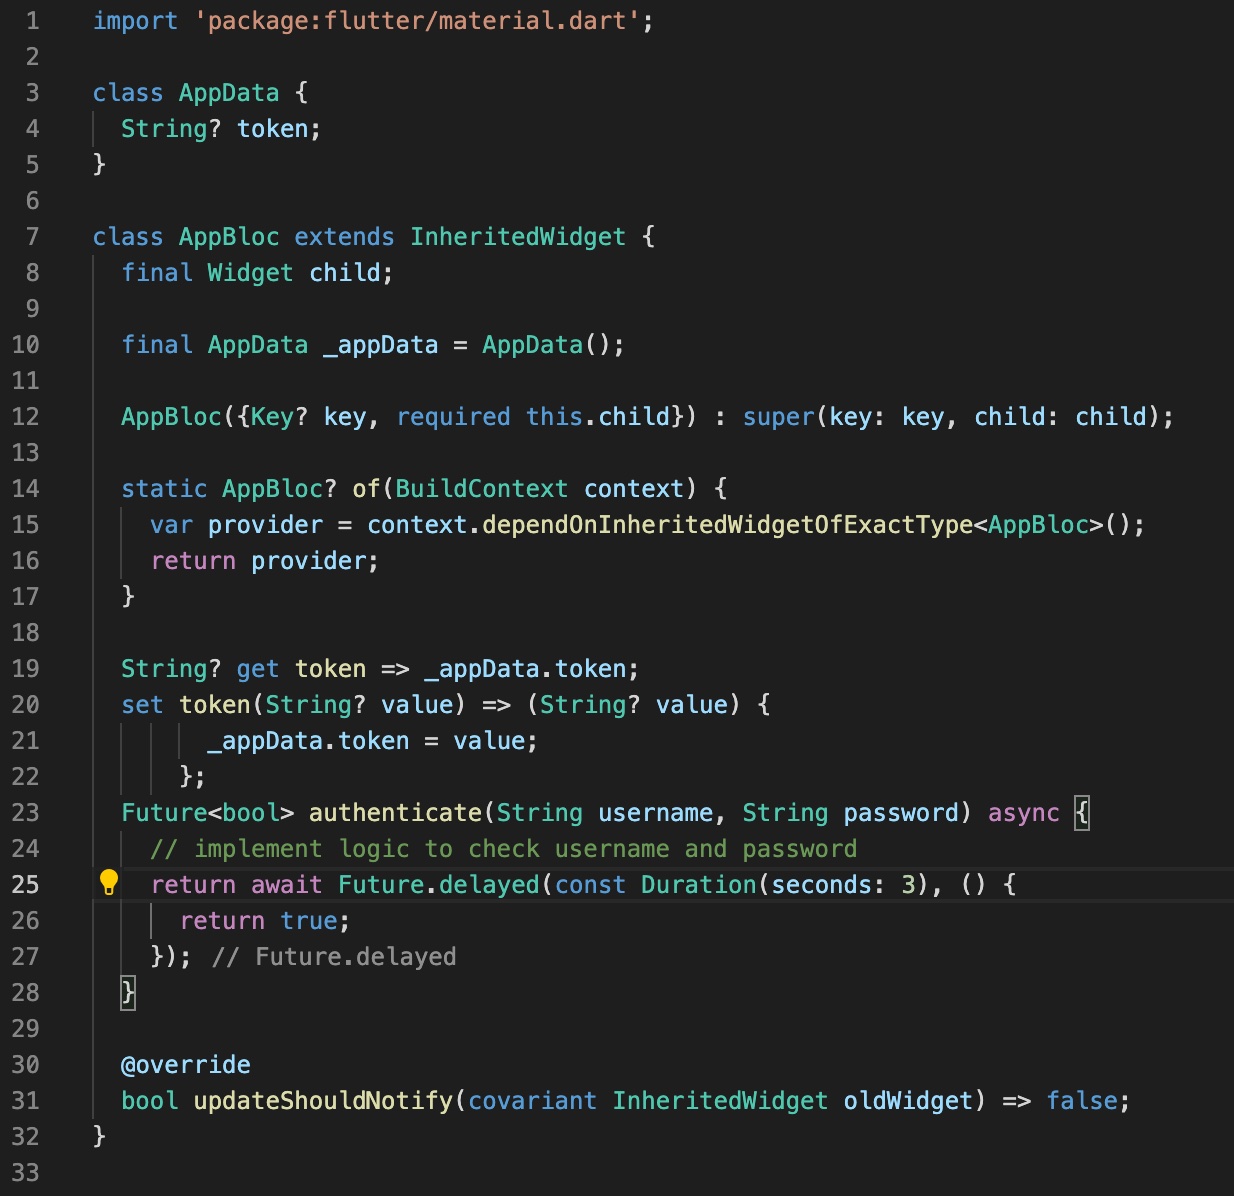 1 import 'package:flutter/material.dart';
2
3 class AppData {
4 String? token;
5 }
6
7 class AppBloc extends InheritedWidget {
8 final Widget child;
9
10 final AppData _appData = AppData();
11
12 AppBloc({Key? key, required this.child}) : super(key: key, child: child);
13
14 static AppBloc? of(BuildContext context) {
15 var provider = context.dependOnInheritedWidgetOfExactType<AppBloc>();
16 return provider;
17 }
18
19 String? get token => _appData.token;
20 set token(String? value) => (String? value) {
21 _appData.token = value;
22 };
23 Future<bool> authenticate(String username, String password) async {
24 // implement logic to check username and password
25 return await Future.delayed(const Duration(seconds: 3), () {
26 return true;
27 }); // Future.delayed
28 }
29
30 @override
31 bool updateShouldNotify(covariant InheritedWidget oldWidget) => false;
32 }
33